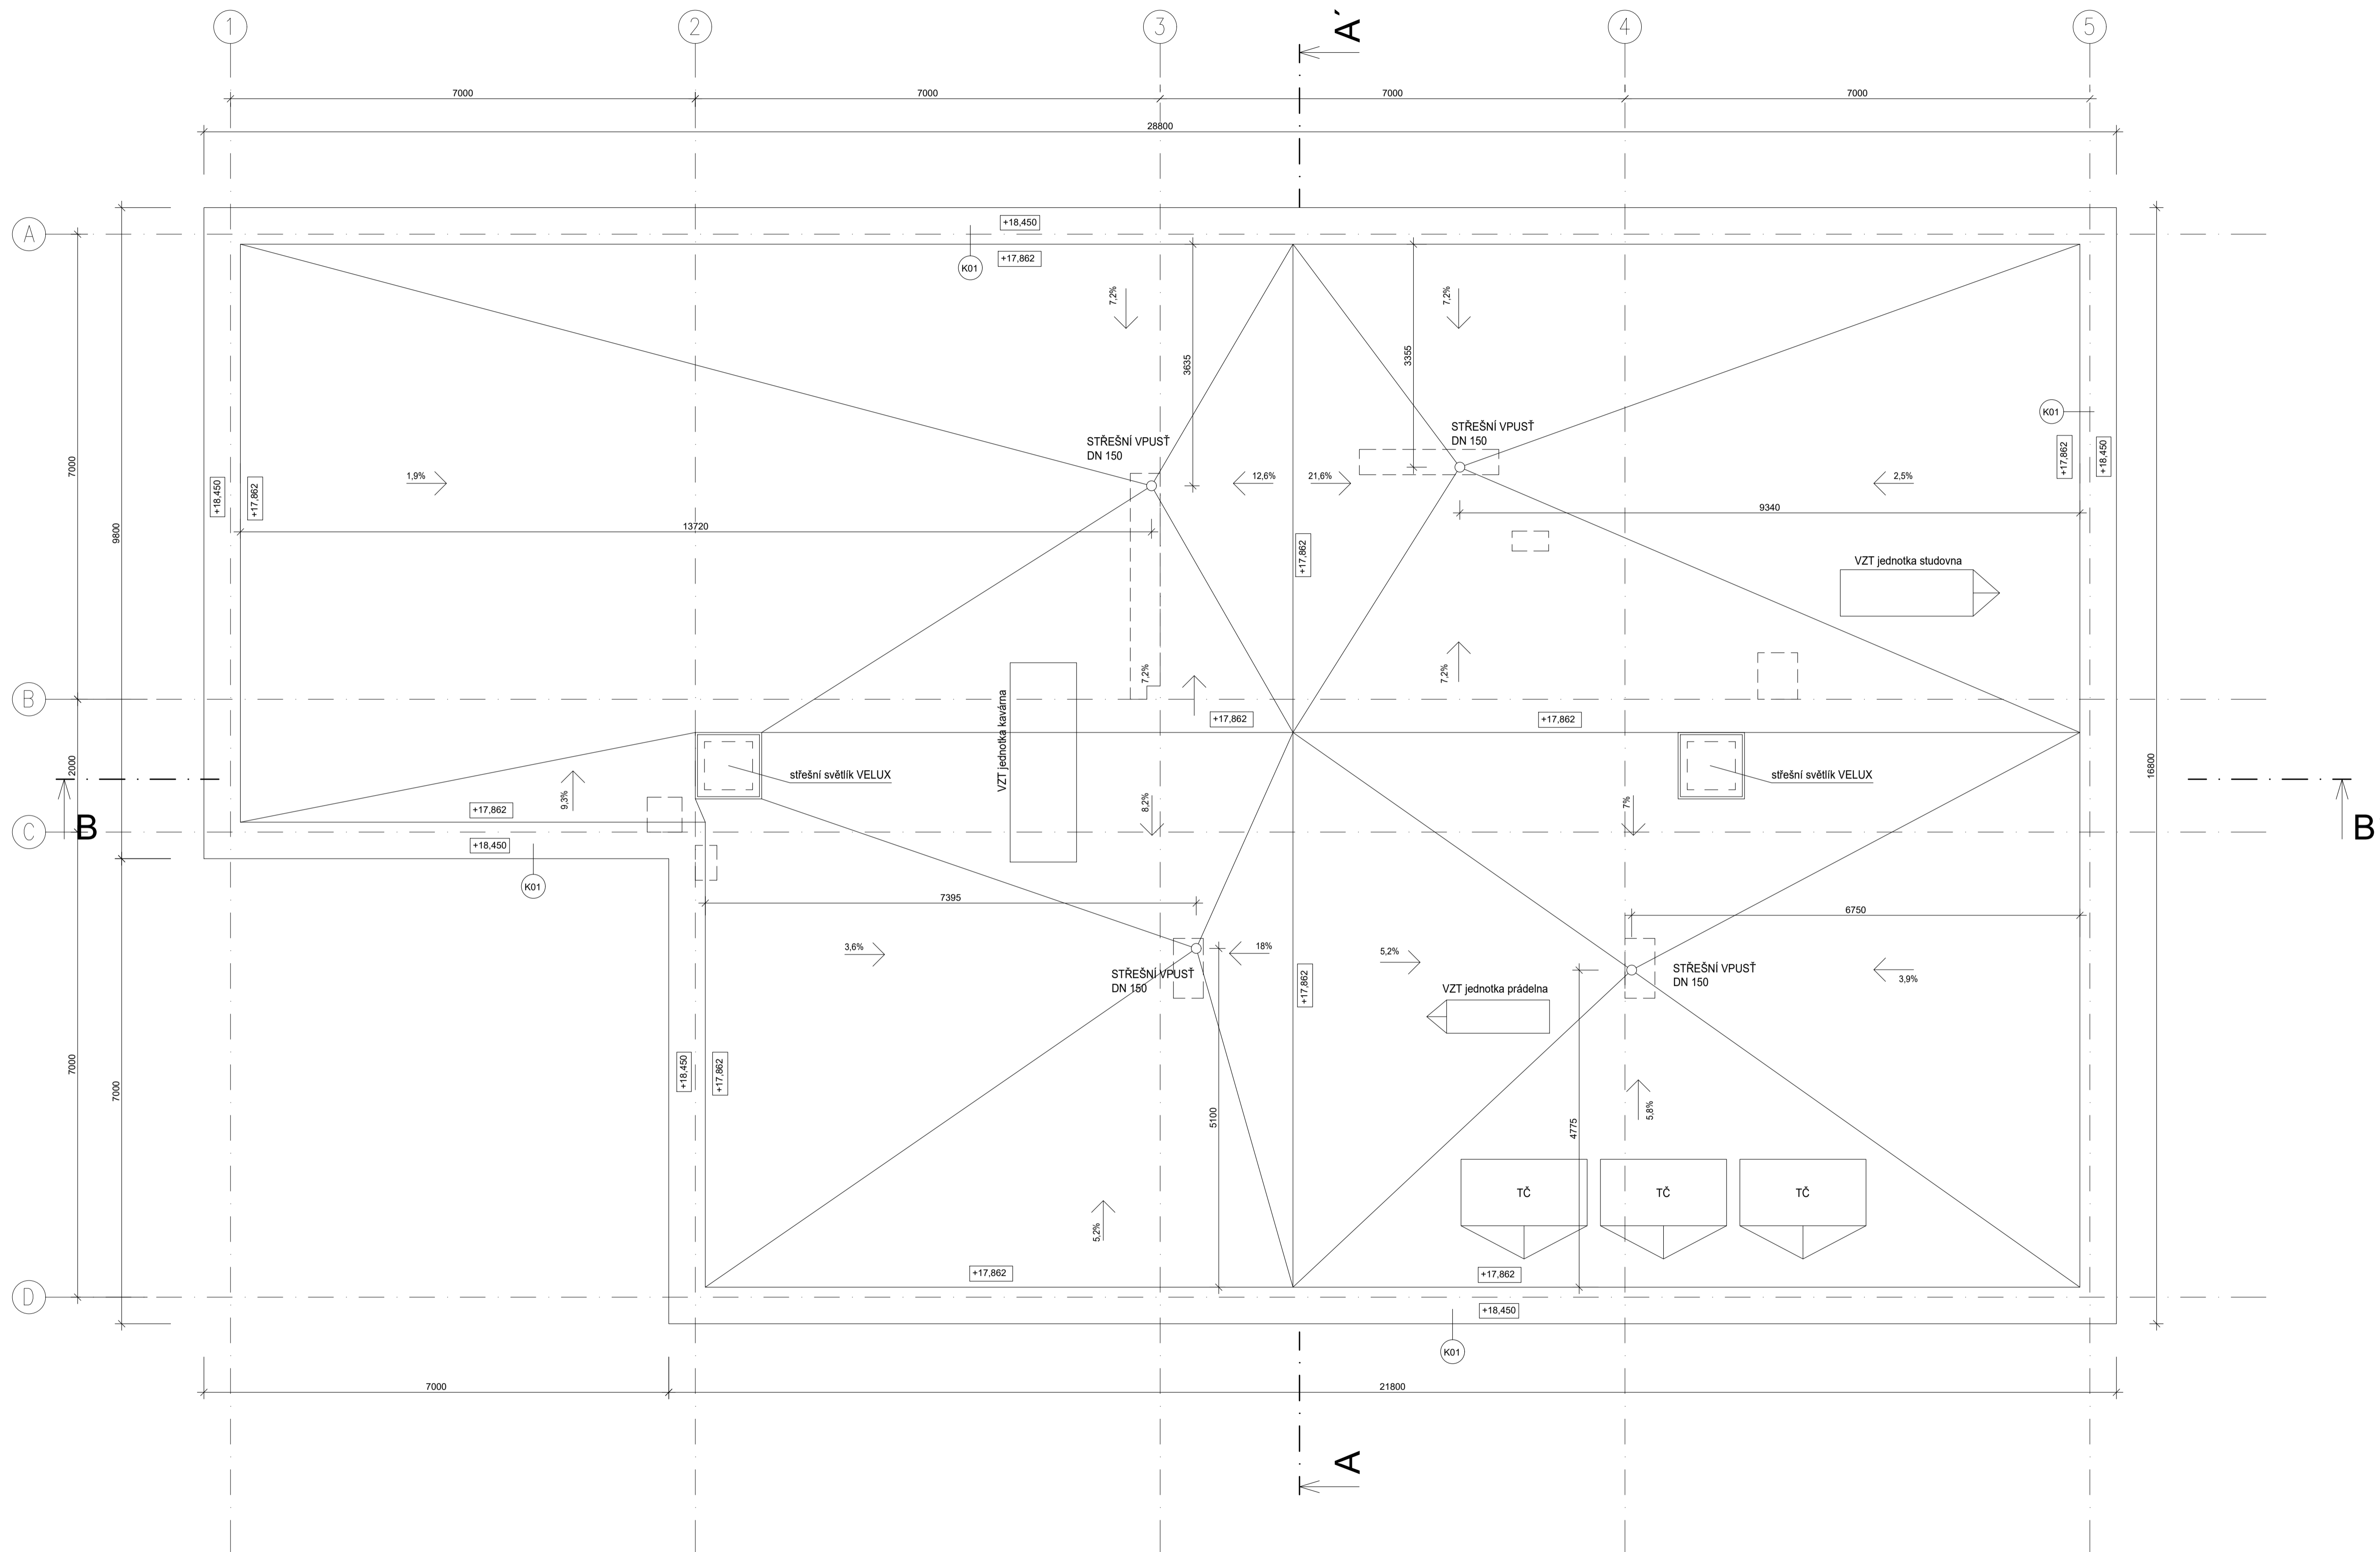 1
2
3
A´
4
5
7000
7000
7000
7000
28800
A
+18,450
+17,862
K01
7,2%
7,2%
3635
3355
K01
STŘEŠNÍ VPUSŤ
DN 150
STŘEŠNÍ VPUSŤ
DN 150
7000
9800
+18,450
+17,862
1,9%
12,6%
21,6%
2,5%
+17,862
+18,450
13720
9340
+17,862
VZT jednotka studovna
16800
7,2%
7,2%
B
VZT jednotka kavárna
+17,862
+17,862
2000
střešní světlík VELUX
střešní světlík VELUX
9,3%
+17,862
8,2%
7%
B
C
B
+18,450
K01
7395
6750
3,6%
18%
5,2%
STŘEŠNÍ VPUSŤ
DN 150
STŘEŠNÍ VPUSŤ
DN 150
3,9%
+17,862
VZT jednotka prádelna
7000
7000
+18,450
+17,862
5100
4775
5,8%
TČ
TČ
TČ
5,2%
+17,862
+17,862
D
+18,450
K01
7000
21800
A